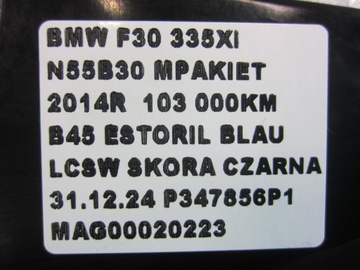 BMW F30 335XI
N55B30 MPAKIET
2014R 103 000KM
B45 ESTORIL BLAU
LCSW SKORA CZARNA
31.12.24 P347856P1
MAG00020223